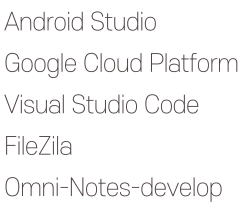 Android Studio
Google Cloud Platform
Visual Studio Code
FileZila
Omni-Notes-develop